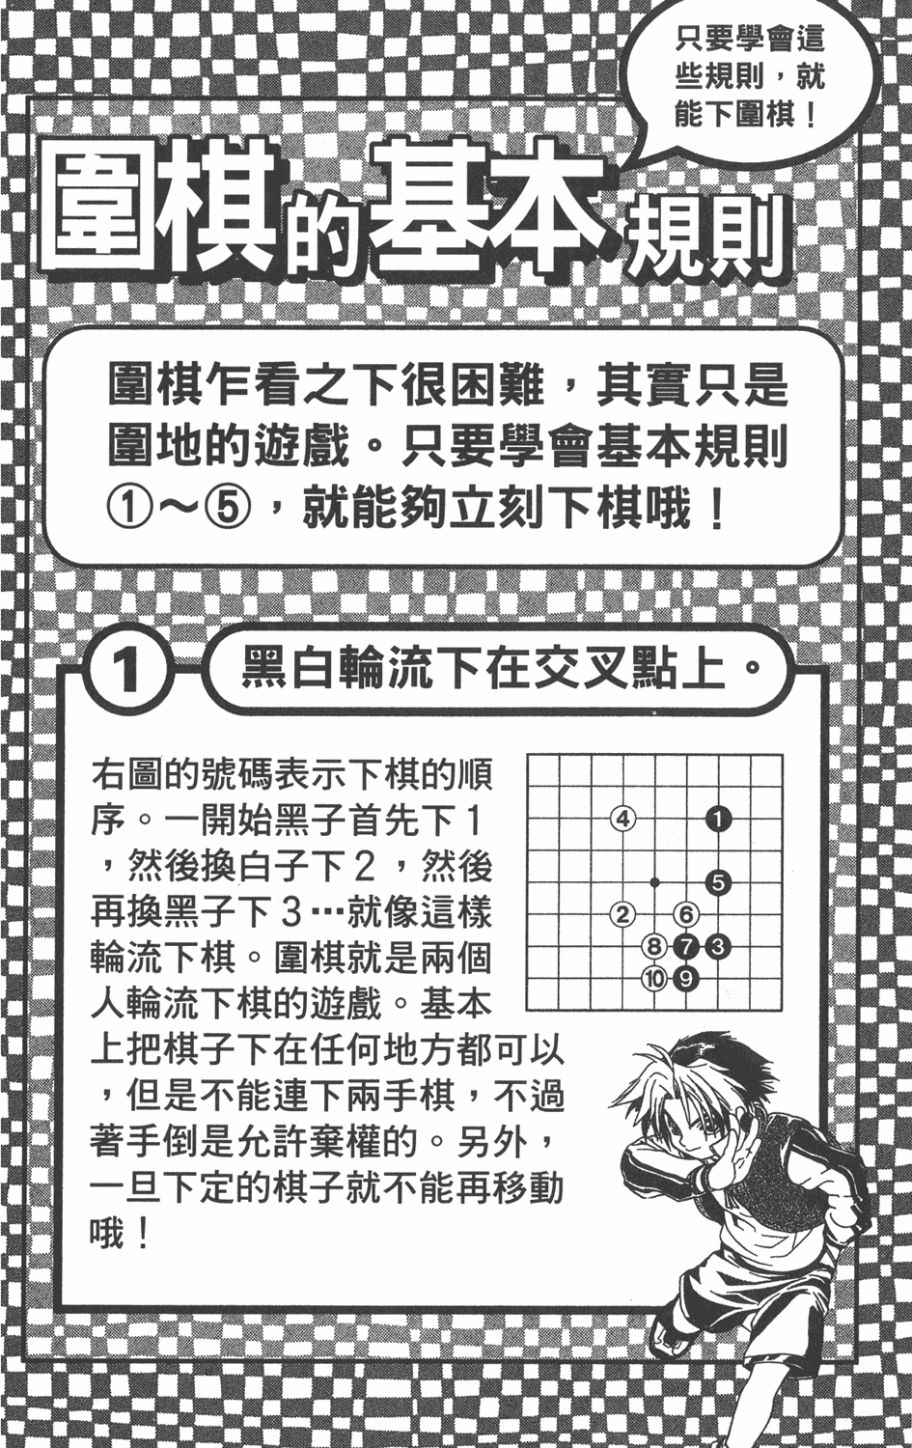 只要學會這
些規則，就
能下圍棋！
圍棋的基本規則
圍棋乍看之下很困難，其實只是
圍地的遊戲。只要學會基本規則
①～⑤，就能夠立刻下棋哦！
1
黑白輪流下在交叉點上。
右圖的號碼表示下棋的順
序。一開始黑子首先下１
，然後換白子下２，然後
再換黑子下３…就像這樣
輪流下棋。圍棋就是兩個
人輪流下棋的遊戲。基本
上把棋子下在任何地方都可以
，但是不能連下兩手棋，不過
著手倒是允許棄權的。另外，
一旦下定的棋子就不能再移動
哦！
④ ❶
❺
② ⑥
⑧ ❼ ❸
⑩ ❾